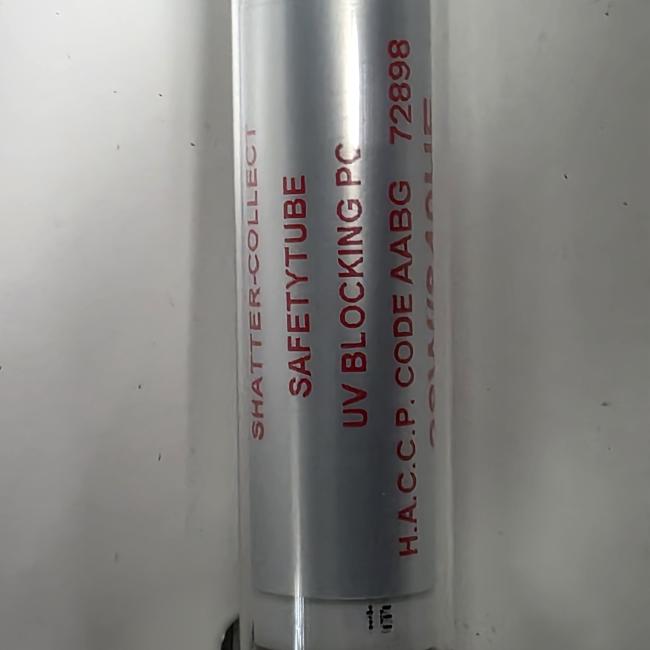 SHATTER-COLLECT
SAFETYTUBE
UV BLOCKING PC
H.A.C.C.P. CODE AABG 72898